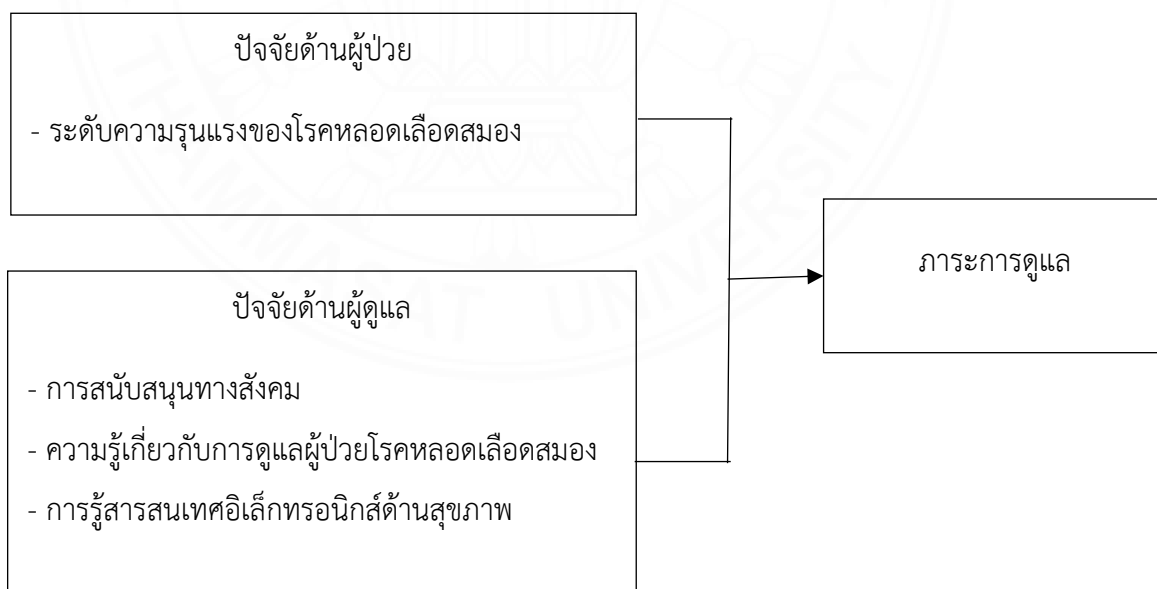 ปัจจัยด้านผู้ป่วย
- ระดับความรุนแรงของโรคหลอดเลือดสมอง
ปัจจัยด้านผู้ดูแล
- การสนับสนุนทางสังคม
- ความรู้เกี่ยวกับการดูแลผู้ป่วยโรคหลอดเลือดสมอง
- การรู้สารสนเทศอิเล็กทรอนิกส์ด้านสุขภาพ
ภาระการดูแล
THAMMASAT UNIVERSITY